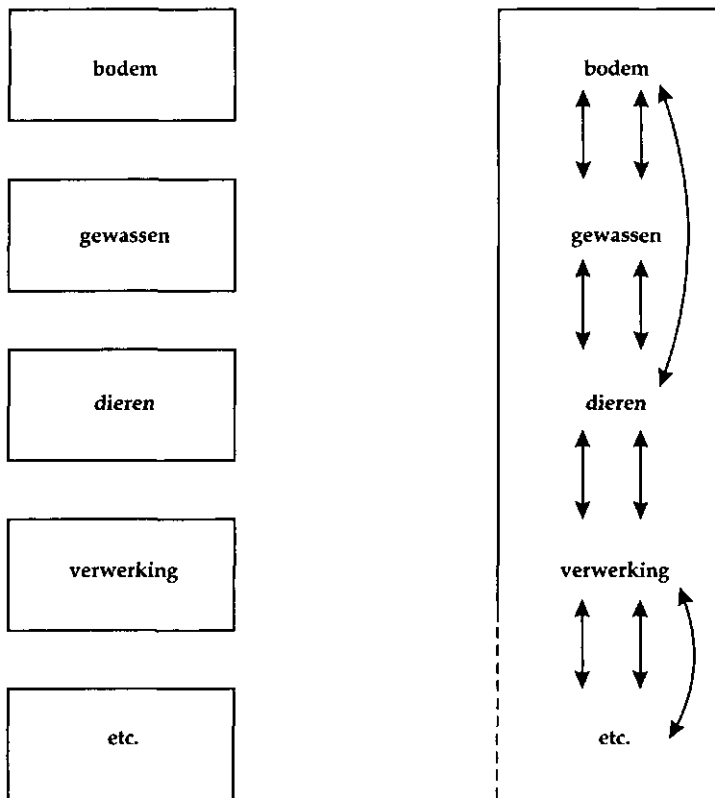 bodem
gewassen
dieren
verwerking
etc.
bodem
gewassen
dieren
verwerking
etc.